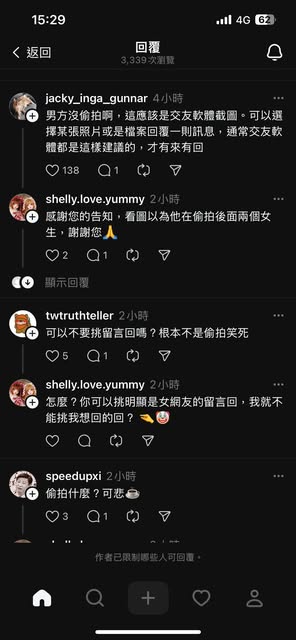 15:29
4G 62
返回
回覆
3,339次瀏覽
jacky_inga_gunnar 4小時
男方沒偷拍啊，這應該是交友軟體截圖。可以選
擇某張照片或是檔案回覆一則訊息，通常交友軟
體都是這樣建議的，才有來有回
138 1
shelly.love.yummy 2小時
感謝您的告知，看圖以為他在偷拍後面兩個女
生，謝謝您🙏
2 1
顯示回覆
twtruthteller 2小時
可以不要挑留言回嗎？根本不是偷拍笑死
5 1
shelly.love.yummy 2小時
怎麼？你可以挑明顯是女網友的留言回，我就不
能挑我想回的回？🫲🤡
speedupxi 2小時
偷拍什麼？可悲☕
3 1
作者已限制哪些人可回覆。